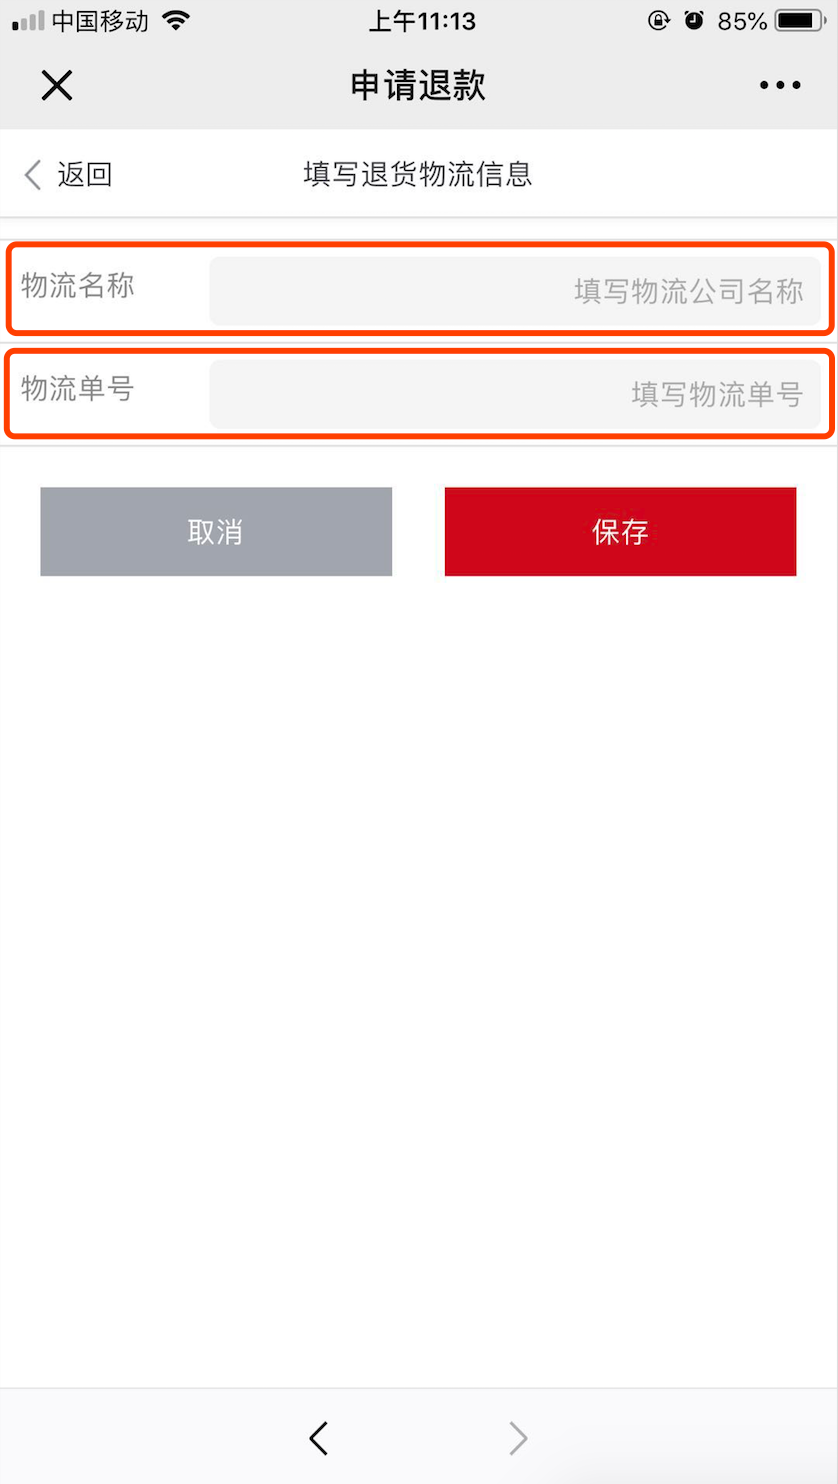 中国移动 上午11:13 85%
申请退款
返回 填写退货物流信息
物流名称 填写物流公司名称
物流单号 填写物流单号
取消 保存